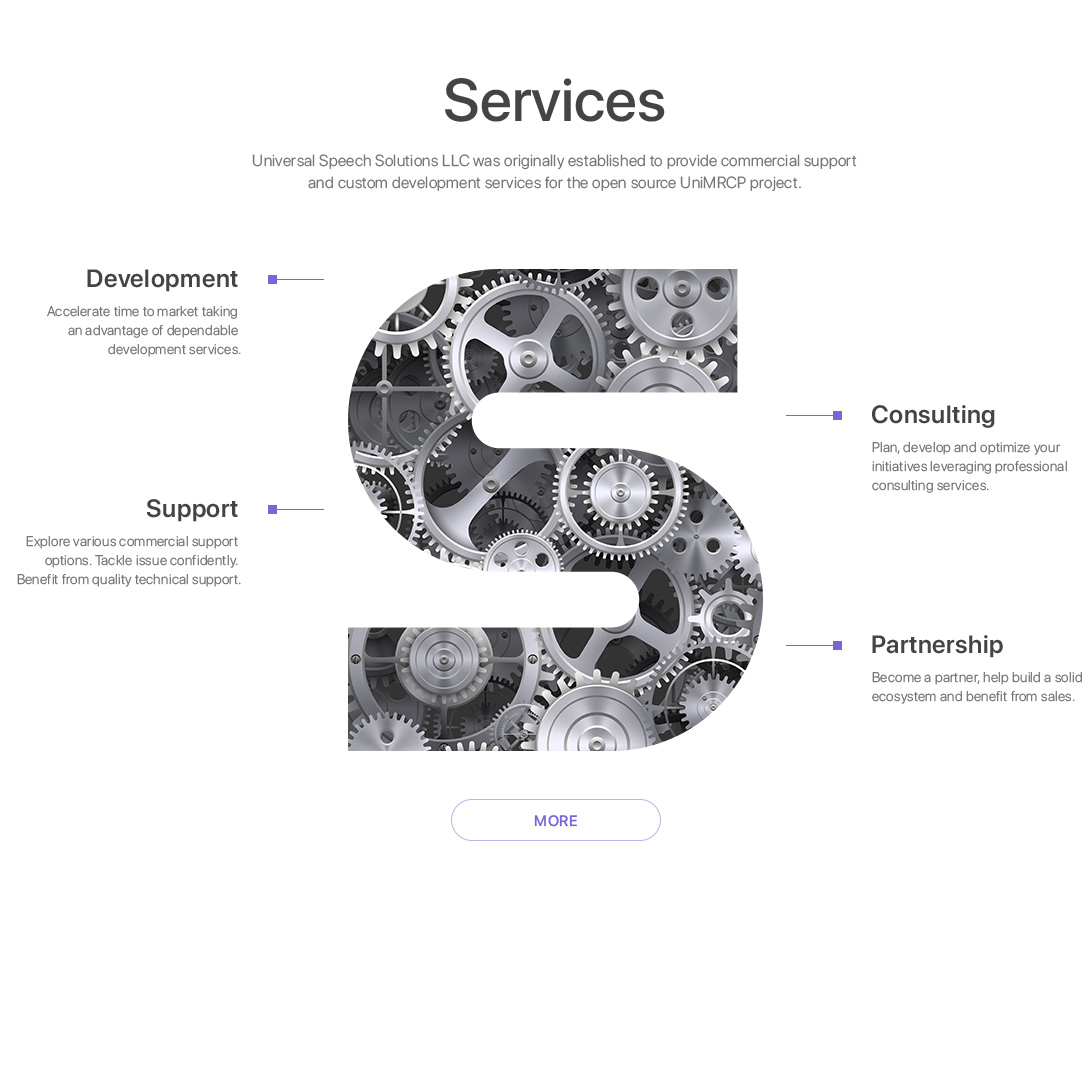 Services
Universal Speech Solutions LLC was originally established to provide commercial support
and custom development services for the open source UniMRCP project.
Development
Accelerate time to market taking
an advantage of dependable
development services.
Consulting
Plan, develop and optimize your
initiatives leveraging professional
consulting services.
Support
Explore various commercial support
options. Tackle issue confidently.
Benefit from quality technical support.
Partnership
Become a partner, help build a solid
ecosystem and benefit from sales.
MORE